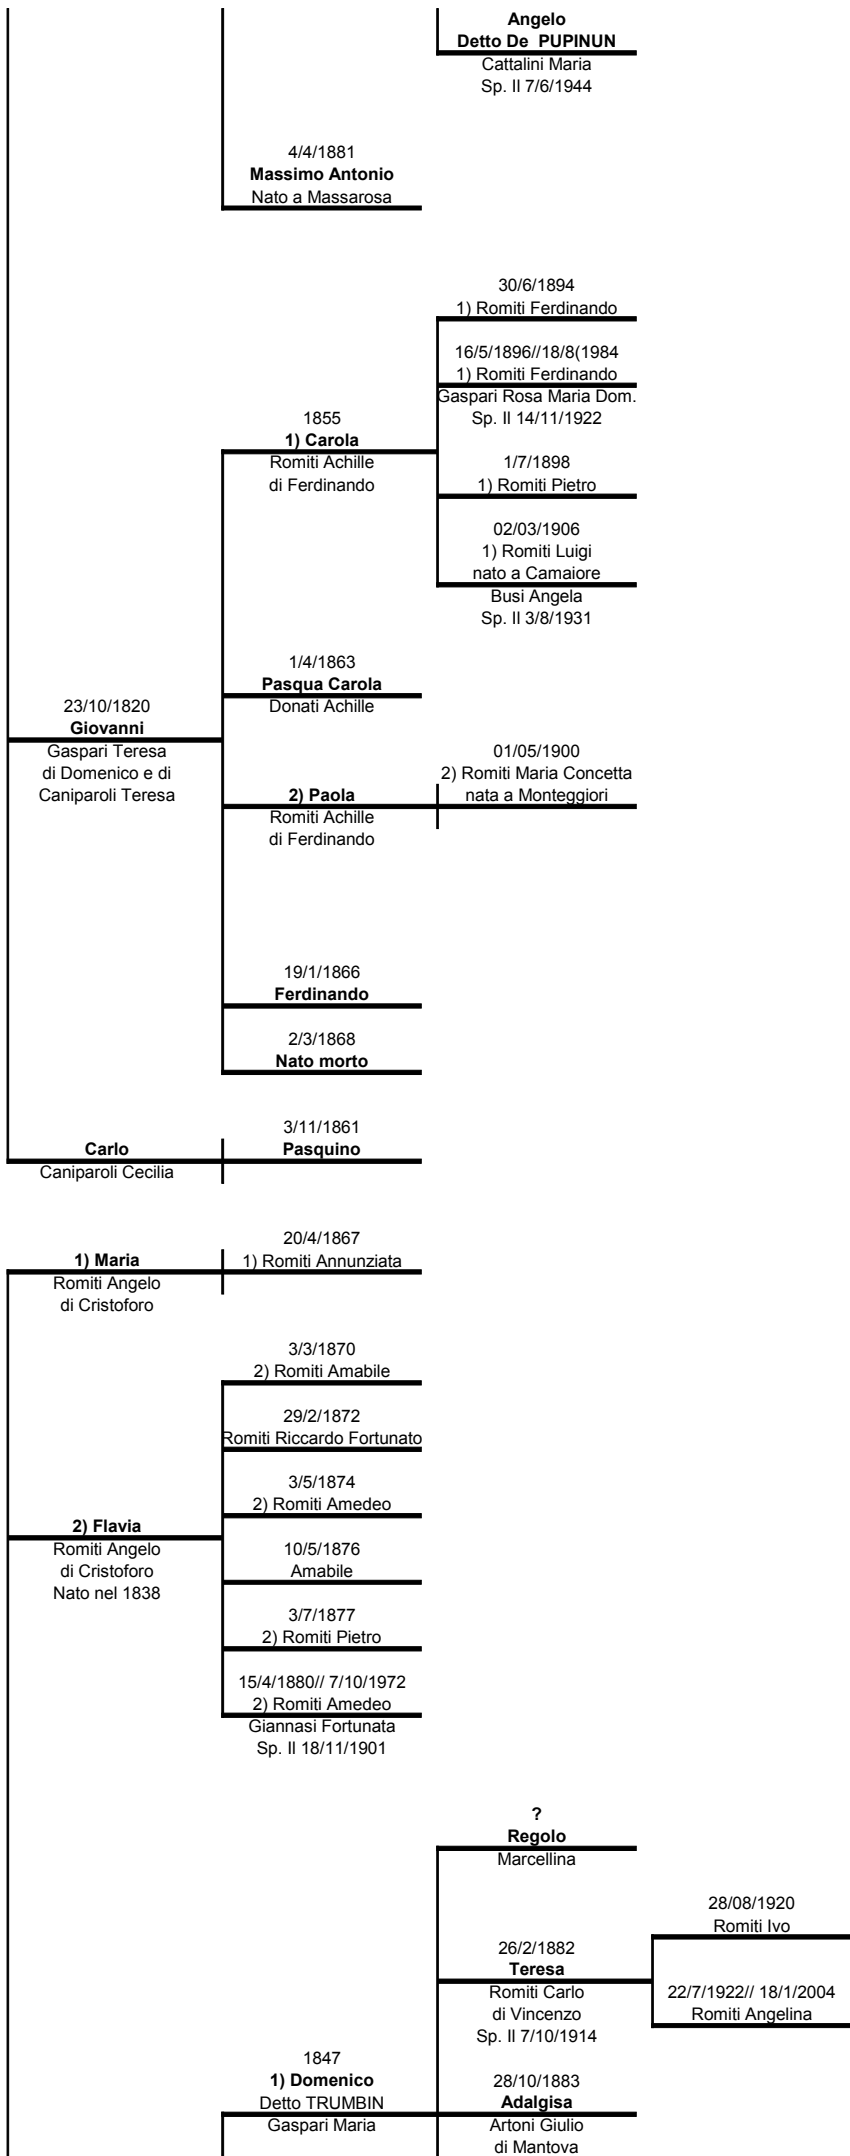 Angelo
Detto De PUPINUN
Cattalini Maria
Sp. Il 7/6/1944
4/4/1881
Massimo Antonio
Nato a Massarosa
30/6/1894
1) Romiti Ferdinando
16/5/1896//18/8(1984
1) Romiti Ferdinando
Gaspari Rosa Maria Dom.
Sp. Il 14/11/1922
1855
1) Carola
Romiti Achille
di Ferdinando
1/7/1898
1) Romiti Pietro
02/03/1906
1) Romiti Luigi
nato a Camaiore
Busi Angela
Sp. Il 3/8/1931
1/4/1863
Pasqua Carola
Donati Achille
23/10/1820
Giovanni
Gaspari Teresa
di Domenico e di
Caniparoli Teresa
01/05/1900
2) Romiti Maria Concetta
nata a Monteggiori
2) Paola
Romiti Achille
di Ferdinando
19/1/1866
Ferdinando
2/3/1868
Nato morto
3/11/1861
Pasquino
Carlo
Caniparoli Cecilia
20/4/1867
1) Romiti Annunziata
1) Maria
Romiti Angelo
di Cristoforo
3/3/1870
2) Romiti Amabile
29/2/1872
Romiti Riccardo Fortunato
3/5/1874
2) Romiti Amedeo
2) Flavia
Romiti Angelo
di Cristoforo
Nato nel 1838
10/5/1876
Amabile
3/7/1877
2) Romiti Pietro
15/4/1880// 7/10/1972
2) Romiti Amedeo
Giannasi Fortunata
Sp. Il 18/11/1901
?
Regolo
Marcellina
28/08/1920
Romiti Ivo
26/2/1882
Teresa
Romiti Carlo
di Vincenzo
Sp. Il 7/10/1914
22/7/1922// 18/1/2004
Romiti Angelina
1847
1) Domenico
Detto TRUMBIN
Gaspari Maria
28/10/1883
Adalgisa
Artoni Giulio
di Mantova